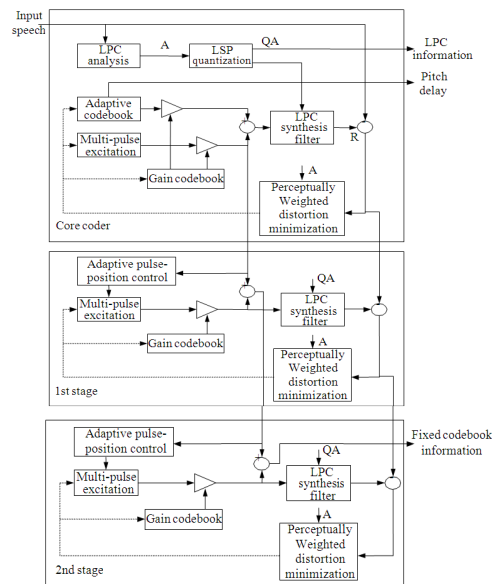 Input
speech
LPC
analysis
A
LSP
quantization
QA
LPC
information
Pitch
delay
Adaptive
codebook
Multi-pulse
excitation
Gain codebook
+
+
LPC
synthesis
filter
-
R
A
Perceptually
Weighted
distortion
minimization
Core coder
Adaptive pulse-
position control
Multi-pulse
excitation
Gain codebook
+
+
QA
LPC
synthesis
filter
-
A
Perceptually
Weighted
distortion
minimization
1st stage
Adaptive pulse-
position control
Multi-pulse
excitation
Gain codebook
+
+
Fixed codebook
information
QA
LPC
synthesis
filter
-
A
Perceptually
Weighted
distortion
minimization
2nd stage